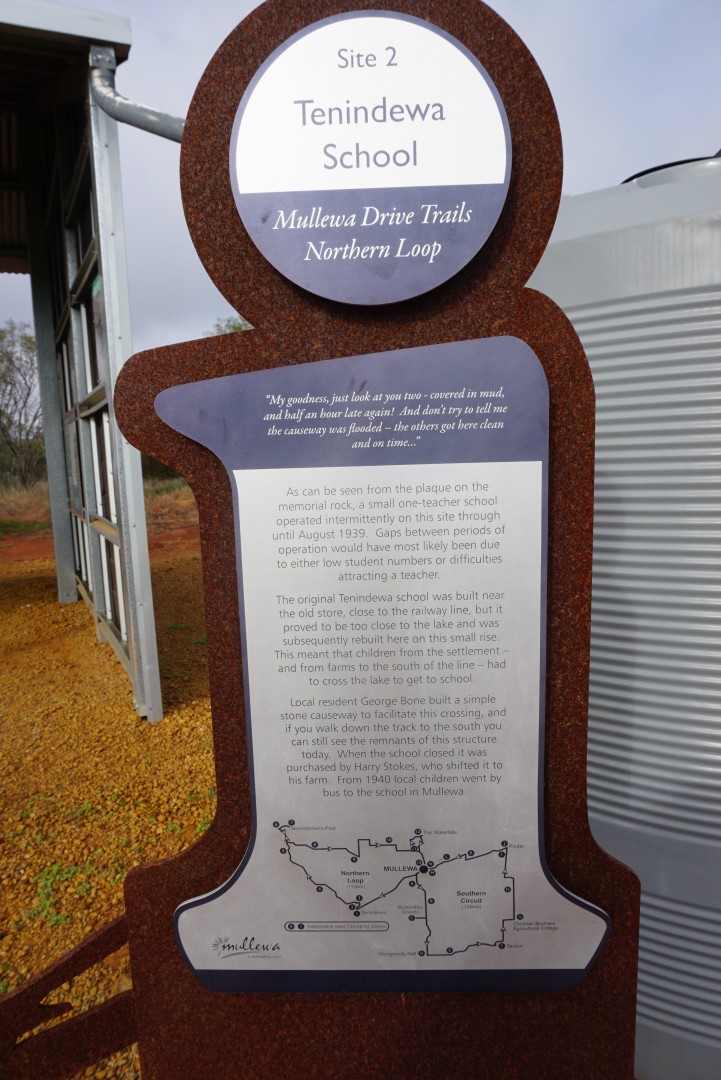 Site 2
Tenindewa
School
Mullewa Drive Trails
Northern Loop
"My goodness, just look at you two - covered in mud,
and half an hour late again!  And don't try to tell me
the causeway was flooded – the others got here clean
and on time..."
As can be seen from the plaque on the
memorial rock, a small one-teacher school
operated intermittently on this site through
until August 1939.  Gaps between periods of
operation would have most likely been due
to either low student numbers or difficulties
attracting a teacher.
The original Tenindewa school was built near
the old store, close to the railway line, but it
proved to be too close to the lake and was
subsequently rebuilt here on this small rise.
This meant that children from the settlement –
and from farms to the south of the line – had
to cross the lake to get to school.
Local resident George Bone built a simple
stone causeway to facilitate this crossing, and
if you walk down the track to the south you
can still see the remnants of this structure
today.  When the school closed it was
purchased by Harry Stokes, who shifted it to
his farm.  From 1940 local children went by
bus to the school in Mullewa.
The Waterfalls
Pindar
MULLEWA
Northern
Loop
Southern
Circuit
Tenindewa
Christian Brothers
Agricultural College
Tardun
mullewa